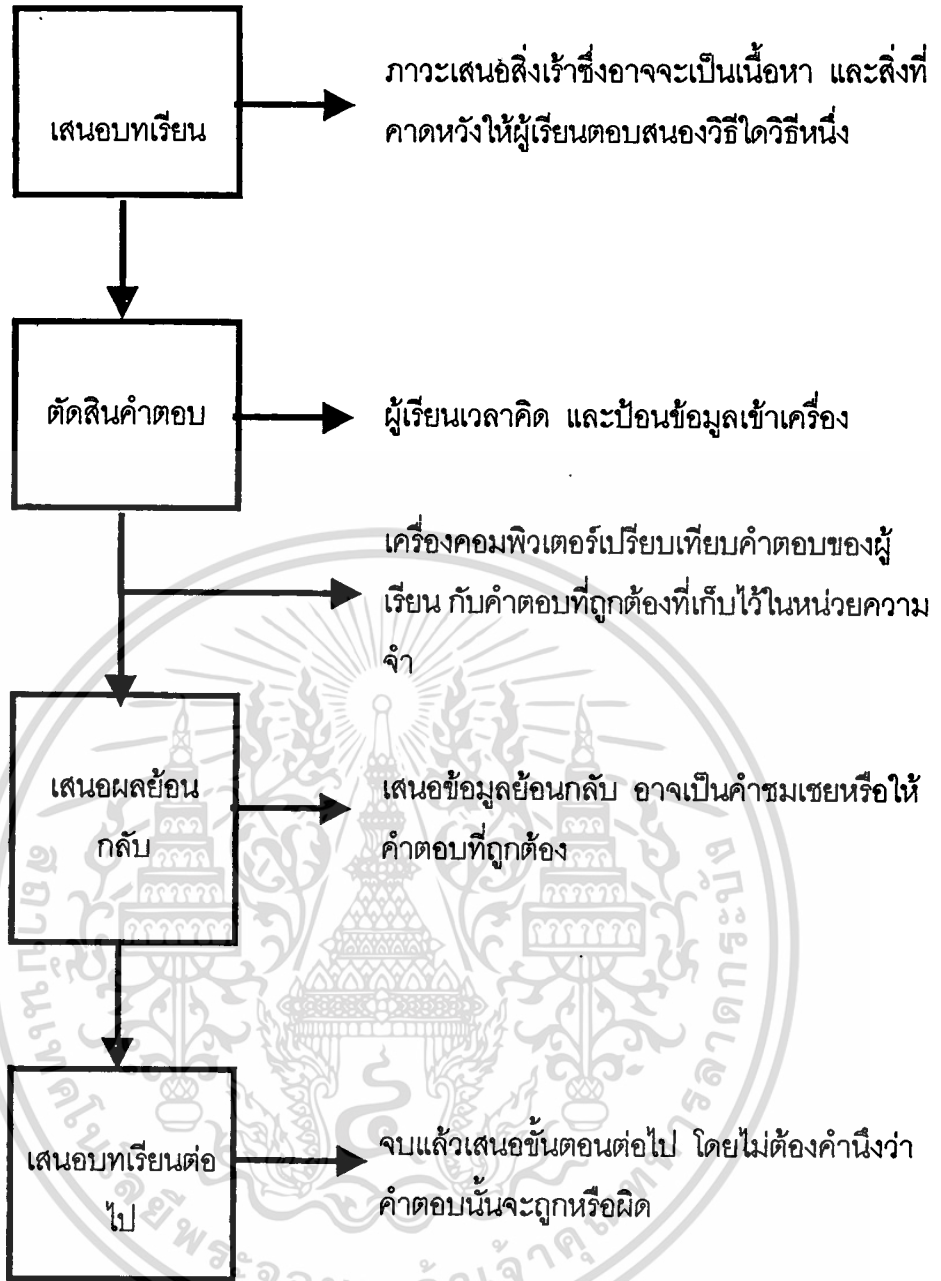 เสนอบทเรียน
ภาวะเสนอสิ่งเร้าซึ่งอาจจะเป็นเนื้อหา และสิ่งที่
คาดหวังให้ผู้เรียนตอบสนองวิธีใดวิธีหนึ่ง
ตัดสินคำตอบ
ผู้เรียนเวลาคิด และป้อนข้อมูลเข้าเครื่อง
เครื่องคอมพิวเตอร์เปรียบเทียบคำตอบของผู้
เรียน กับคำตอบที่ถูกต้องที่เก็บไว้ในหน่วยความ
จำ
เสนอผลย้อน
กลับ
เสนอข้อมูลย้อนกลับ อาจเป็นคำชมเชยหรือให้
คำตอบที่ถูกต้อง
เสนอบทเรียนต่อ
ไป
จบแล้วเสนอขั้นตอนต่อไป โดยไม่ต้องคำนึงว่า
คำตอบนั้นจะถูกหรือผิด